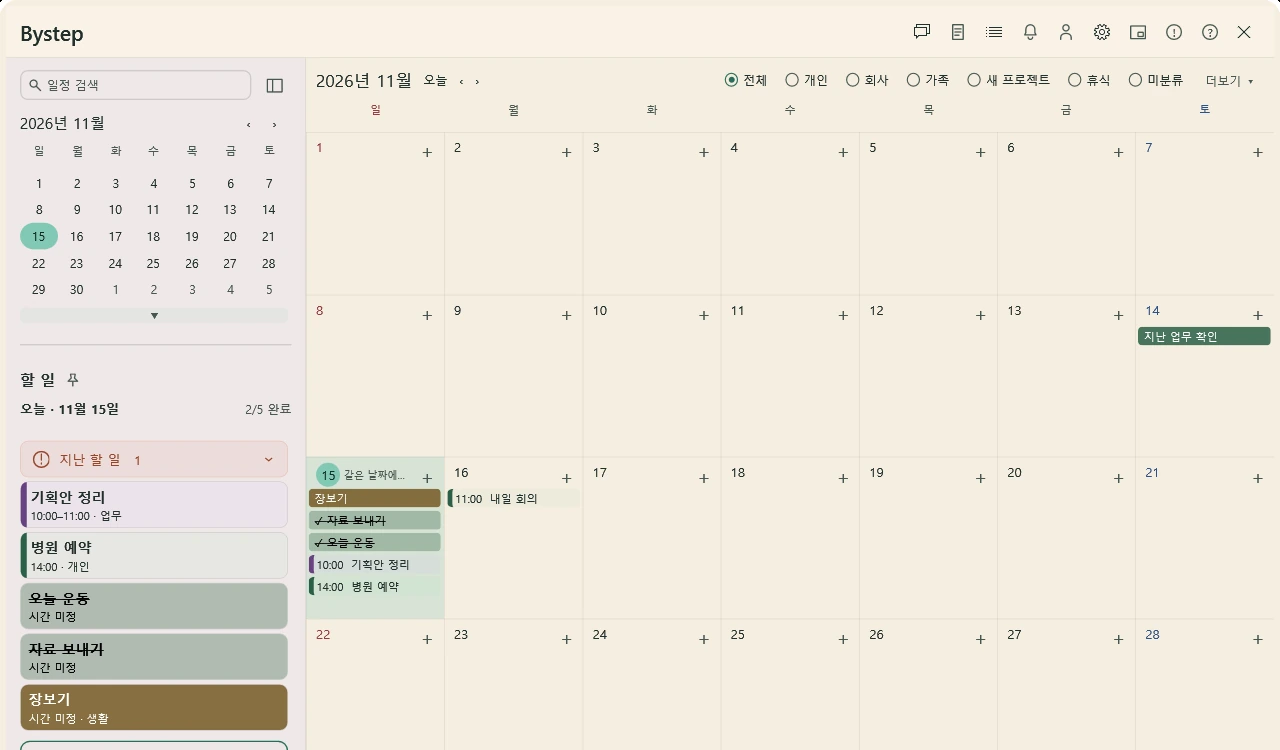 Bystep
일정 검색
2026년 11월 ‹ ›
일 월 화 수 목 금 토
1 2 3 4 5 6 7
8 9 10 11 12 13 14
15 16 17 18 19 20 21
22 23 24 25 26 27 28
29 30 1 2 3 4 5
▼
할 일
오늘 · 11월 15일 2/5 완료
지난 할 일 1
기획안 정리
10:00–11:00 · 업무
병원 예약
14:00 · 개인
오늘 운동
시간 미정
자료 보내기
시간 미정
장보기
시간 미정 · 생활
2026년 11월 오늘 ‹ ›
전체 개인 회사 가족 새 프로젝트 휴식 미분류 더보기 ▾
일 월 화 수 목 금 토
1 + 2 + 3 + 4 + 5 + 6 + 7 +
8 + 9 + 10 + 11 + 12 + 13 + 14 +
지난 업무 확인
15 같은 날짜에... + 16 + 17 + 18 + 19 + 20 + 21 +
장보기
✓ 자료 보내기
✓ 오늘 운동
10:00 기획안 정리
14:00 병원 예약
11:00 내일 회의
22 + 23 + 24 + 25 + 26 + 27 + 28 +